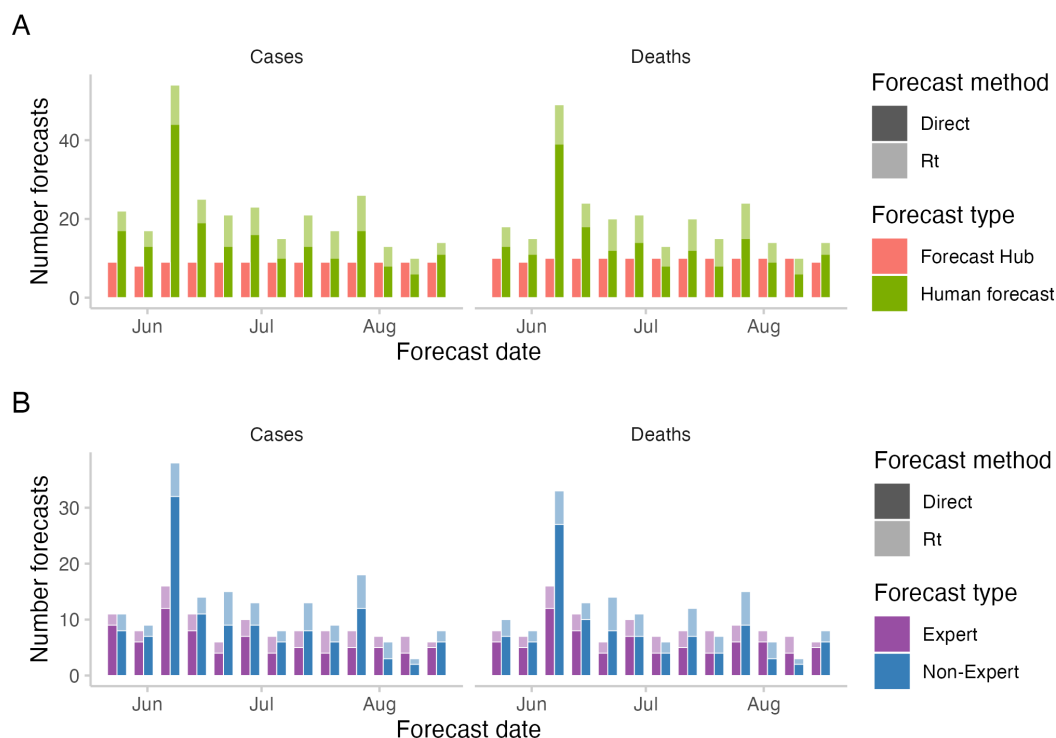 A
Cases
Deaths
Number forecasts
40
20
0
Jun
Jul
Aug
Jun
Jul
Aug
Forecast date
Forecast method
Direct
Rt
Forecast type
Forecast Hub
Human forecast
B
Cases
Deaths
Number forecasts
30
20
10
0
Jun
Jul
Aug
Jun
Jul
Aug
Forecast date
Forecast method
Direct
Rt
Forecast type
Expert
Non-Expert